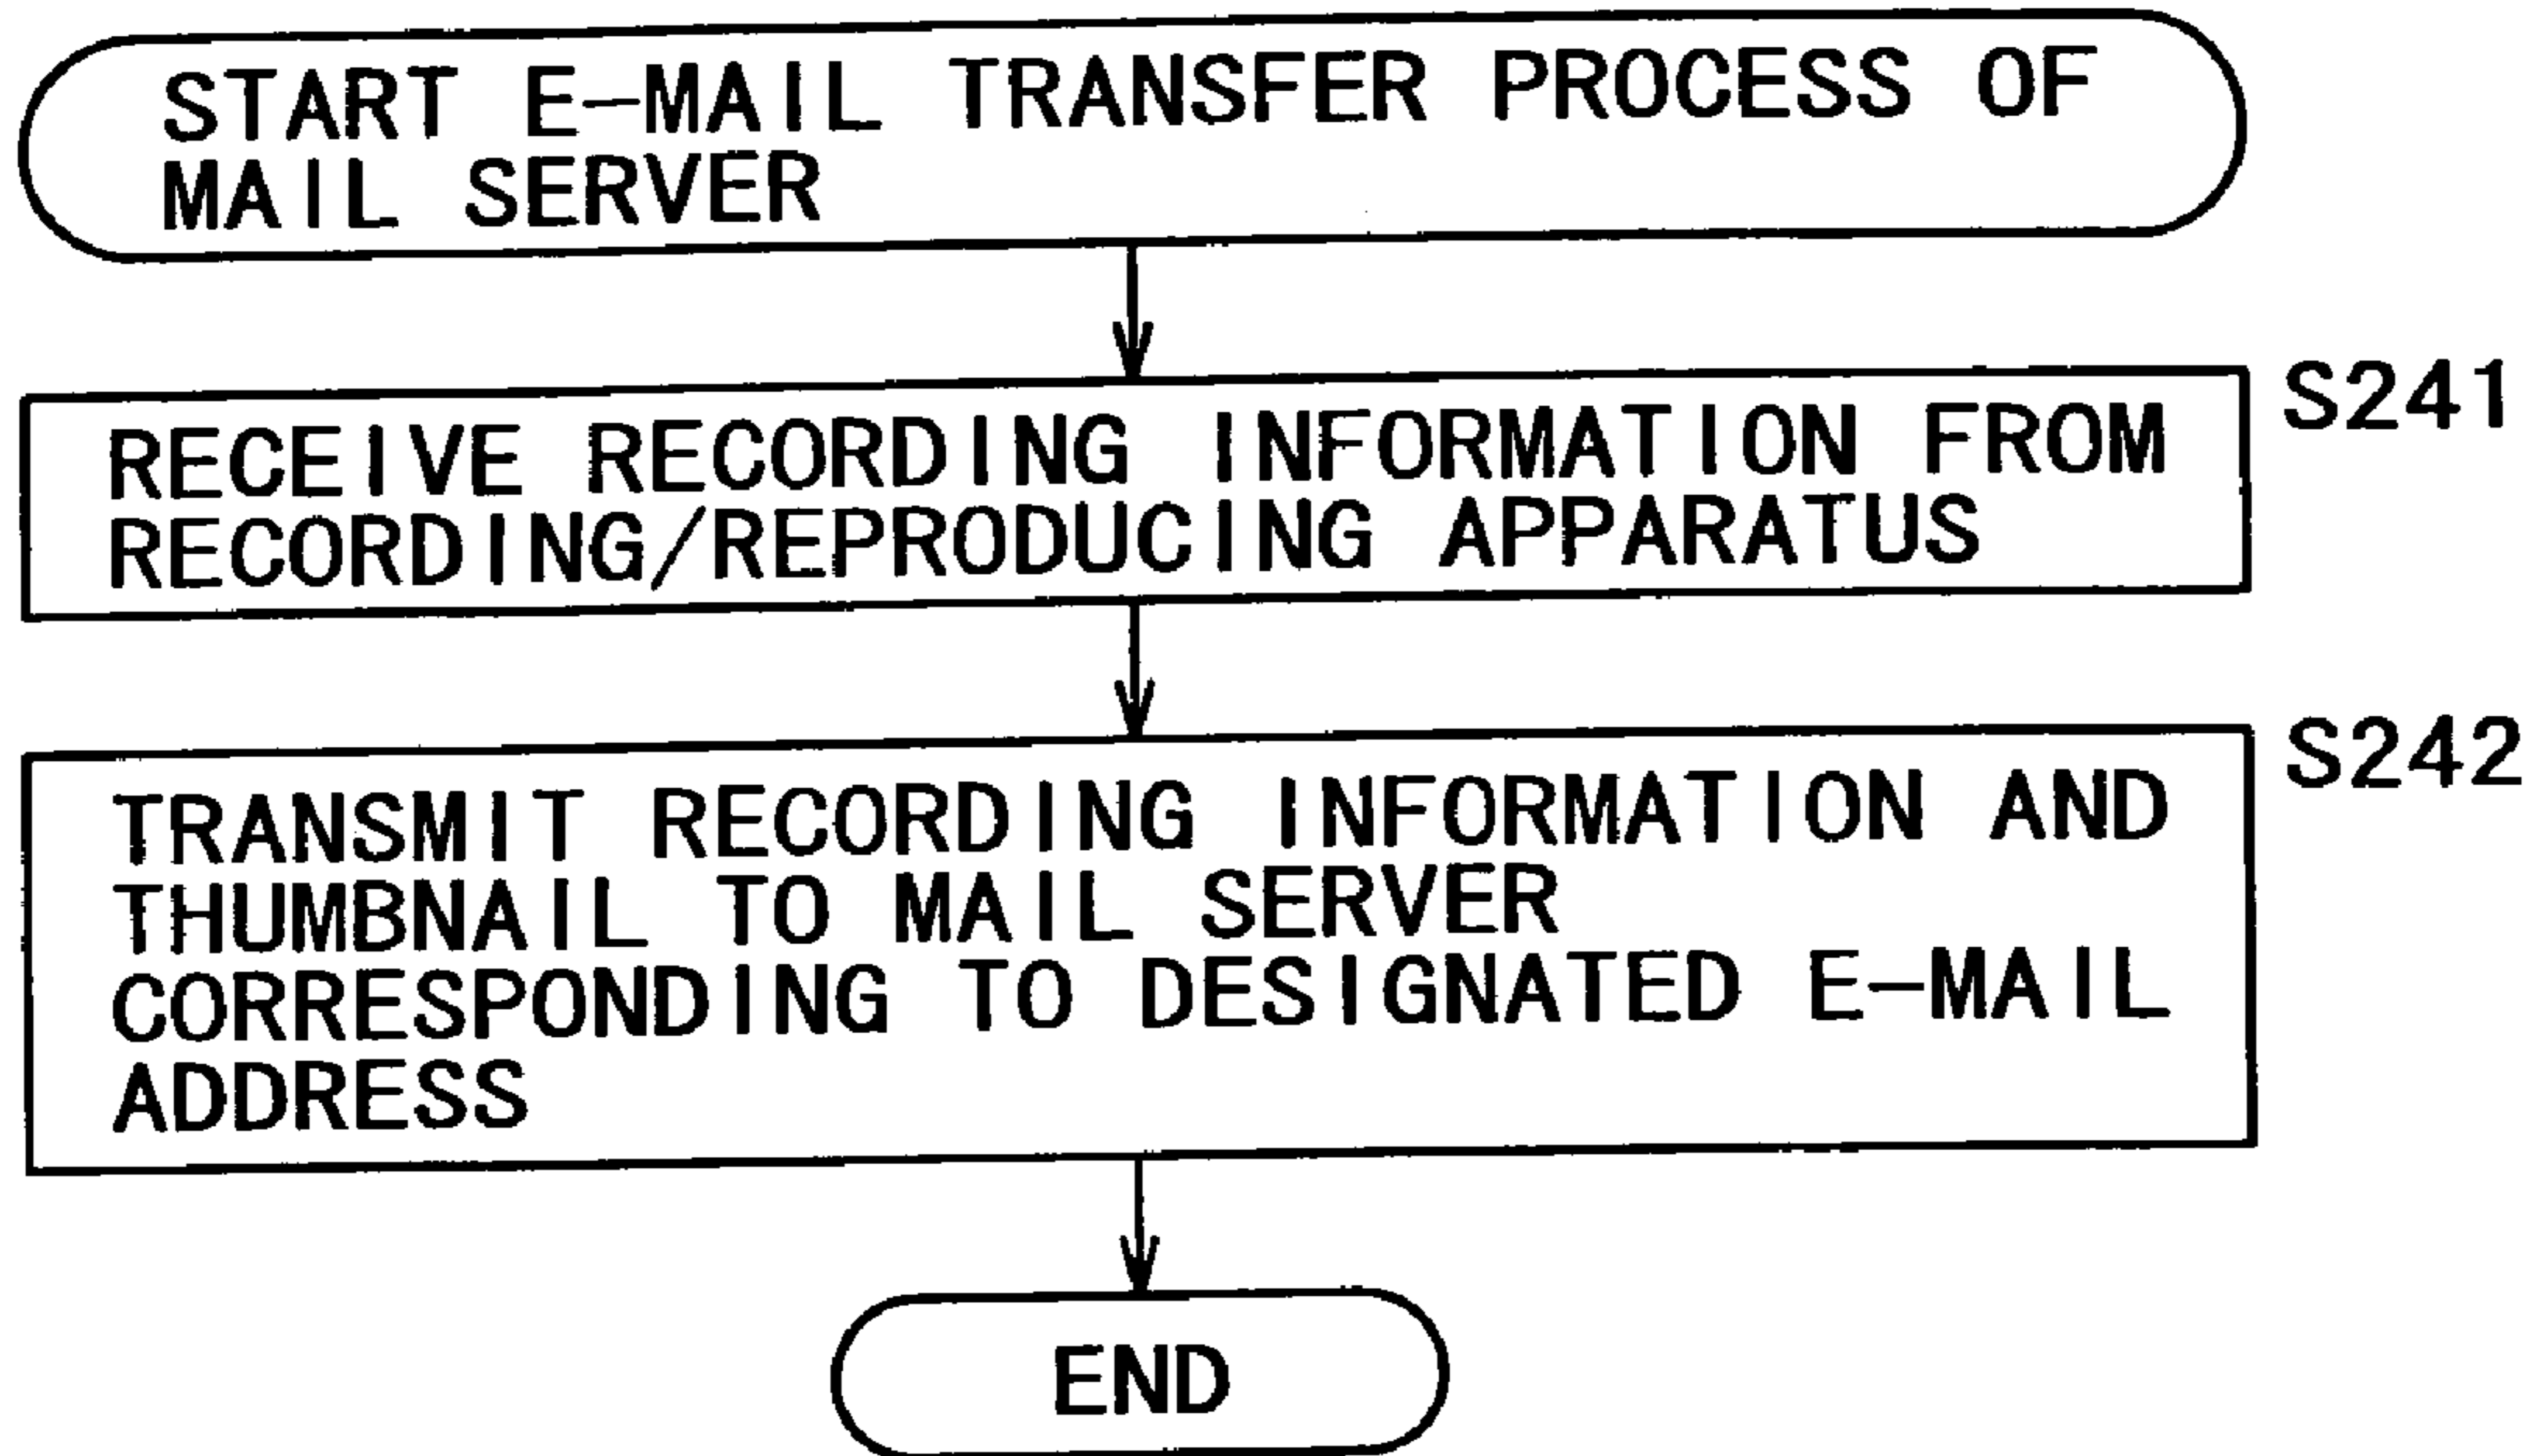 START E-MAIL TRANSFER PROCESS OF
MAIL SERVER
S241
RECEIVE RECORDING INFORMATION FROM
RECORDING/REPRODUCING APPARATUS
S242
TRANSMIT RECORDING INFORMATION AND
THUMBNAIL TO MAIL SERVER
CORRESPONDING TO DESIGNATED E-MAIL
ADDRESS
END